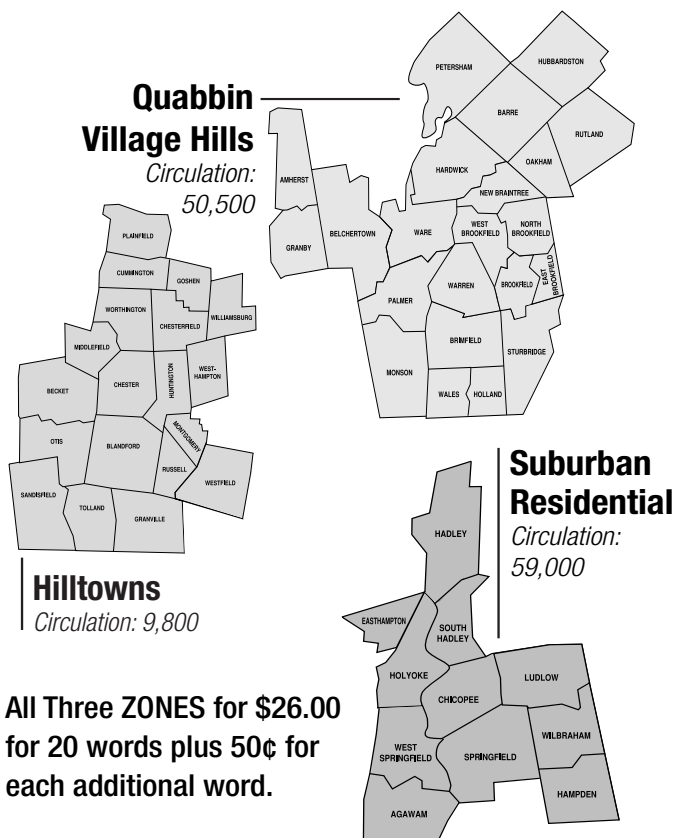 Quabbin
Village Hills
Circulation:
50,500
PETERSHAM
HUBBARDSTON
BARRE
RUTLAND
OAKHAM
HARDWICK
NEW BRAINTREE
AMHERST
GRANBY
BELCHERTOWN
WARE
WEST
BROOKFIELD
NORTH
BROOKFIELD
EAST
BROOKFIELD
BROOKFIELD
WARREN
PALMER
BRIMFIELD
STURBRIDGE
MONSON
WALES
HOLLAND
PLAINFIELD
CUMMINGTON
GOSHEN
WORTHINGTON
CHESTERFIELD
WILLIAMSBURG
MIDDLEFIELD
BECKET
CHESTER
HUNTINGTON
WEST-
HAMPTON
OTIS
BLANDFORD
MONTGOMERY
RUSSELL
WESTFIELD
SANDISFIELD
TOLLAND
GRANVILLE
Hilltowns
Circulation: 9,800
Suburban
Residential
Circulation:
59,000
HADLEY
EASTHAMPTON
SOUTH
HADLEY
HOLYOKE
CHICOPEE
LUDLOW
WEST
SPRINGFIELD
SPRINGFIELD
WILBRAHAM
HAMPDEN
AGAWAM
All Three ZONES for $26.00
for 20 words plus 50¢ for
each additional word.